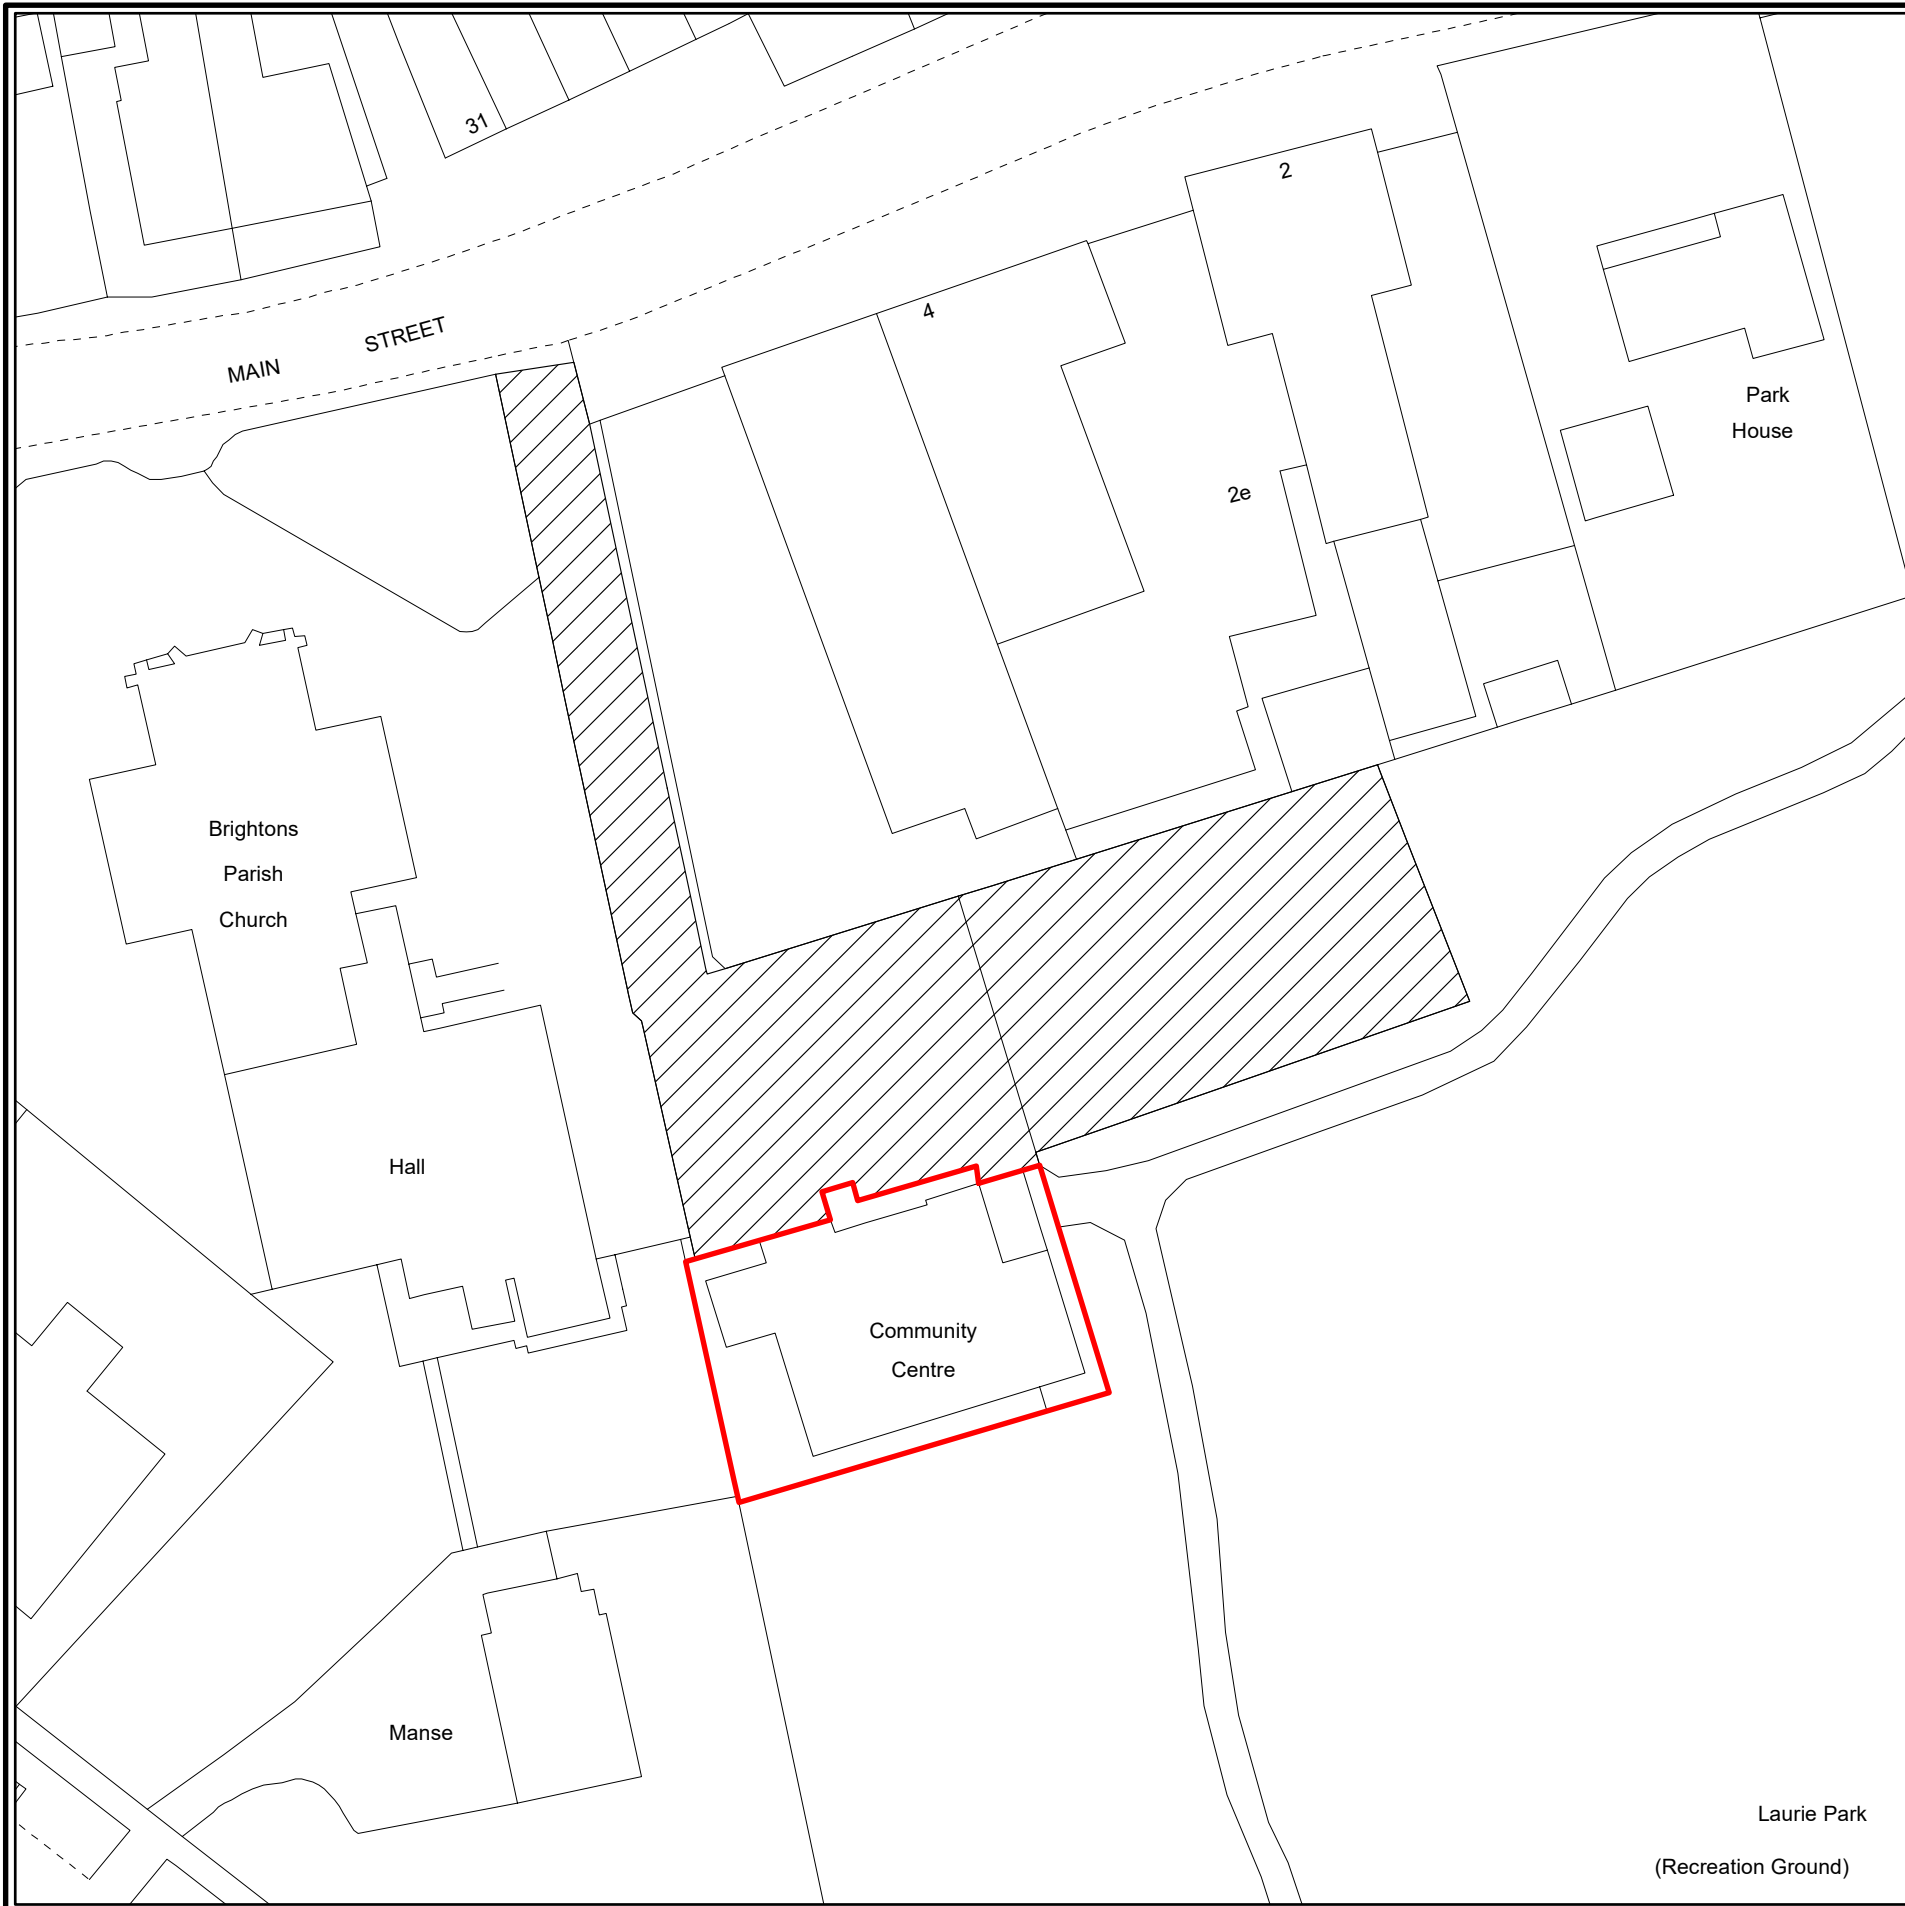 31
2
4
MAIN STREET
Park
House
2e
Brightons
Parish
Church
Hall
Community
Centre
Manse
Laurie Park
(Recreation Ground)